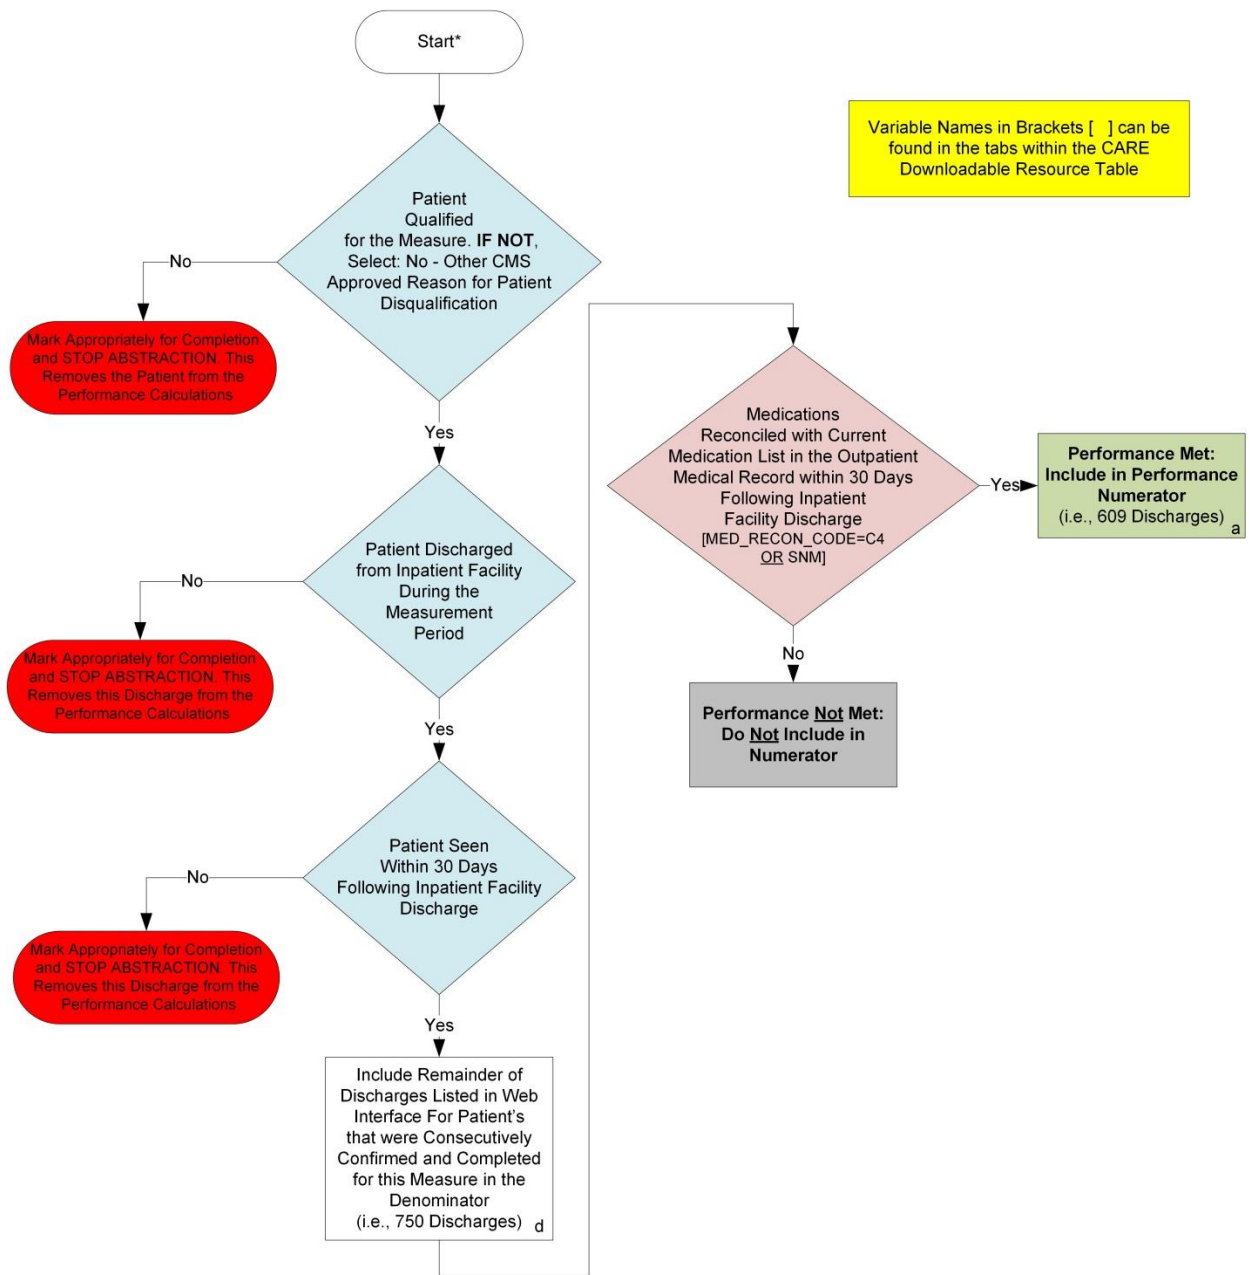 Start*
Variable Names in Brackets [   ] can be
found in the tabs within the CARE
Downloadable Resource Table
Patient
Qualified
for the Measure. IF NOT,
Select: No - Other CMS
Approved Reason for Patient
Disqualification
No
Mark Appropriately for Completion
and STOP ABSTRACTION. This
Removes the Patient from the
Performance Calculations
Yes
Patient Discharged
from Inpatient Facility
During the
Measurement
Period
No
Mark Appropriately for Completion
and STOP ABSTRACTION. This
Removes this Discharge from the
Performance Calculations
Yes
Patient Seen
Within 30 Days
Following Inpatient Facility
Discharge
No
Mark Appropriately for Completion
and STOP ABSTRACTION. This
Removes this Discharge from the
Performance Calculations
Yes
Include Remainder of
Discharges Listed in Web
Interface For Patient's
that were Consecutively
Confirmed and Completed
for this Measure in the
Denominator
(i.e., 750 Discharges) d
Medications
Reconciled with Current
Medication List in the Outpatient
Medical Record within 30 Days
Following Inpatient
Facility Discharge
[MED_RECON_CODE=C4
OR SNM]
Yes
Performance Met:
Include in Performance
Numerator
(i.e., 609 Discharges) a
No
Performance Not Met:
Do Not Include in
Numerator